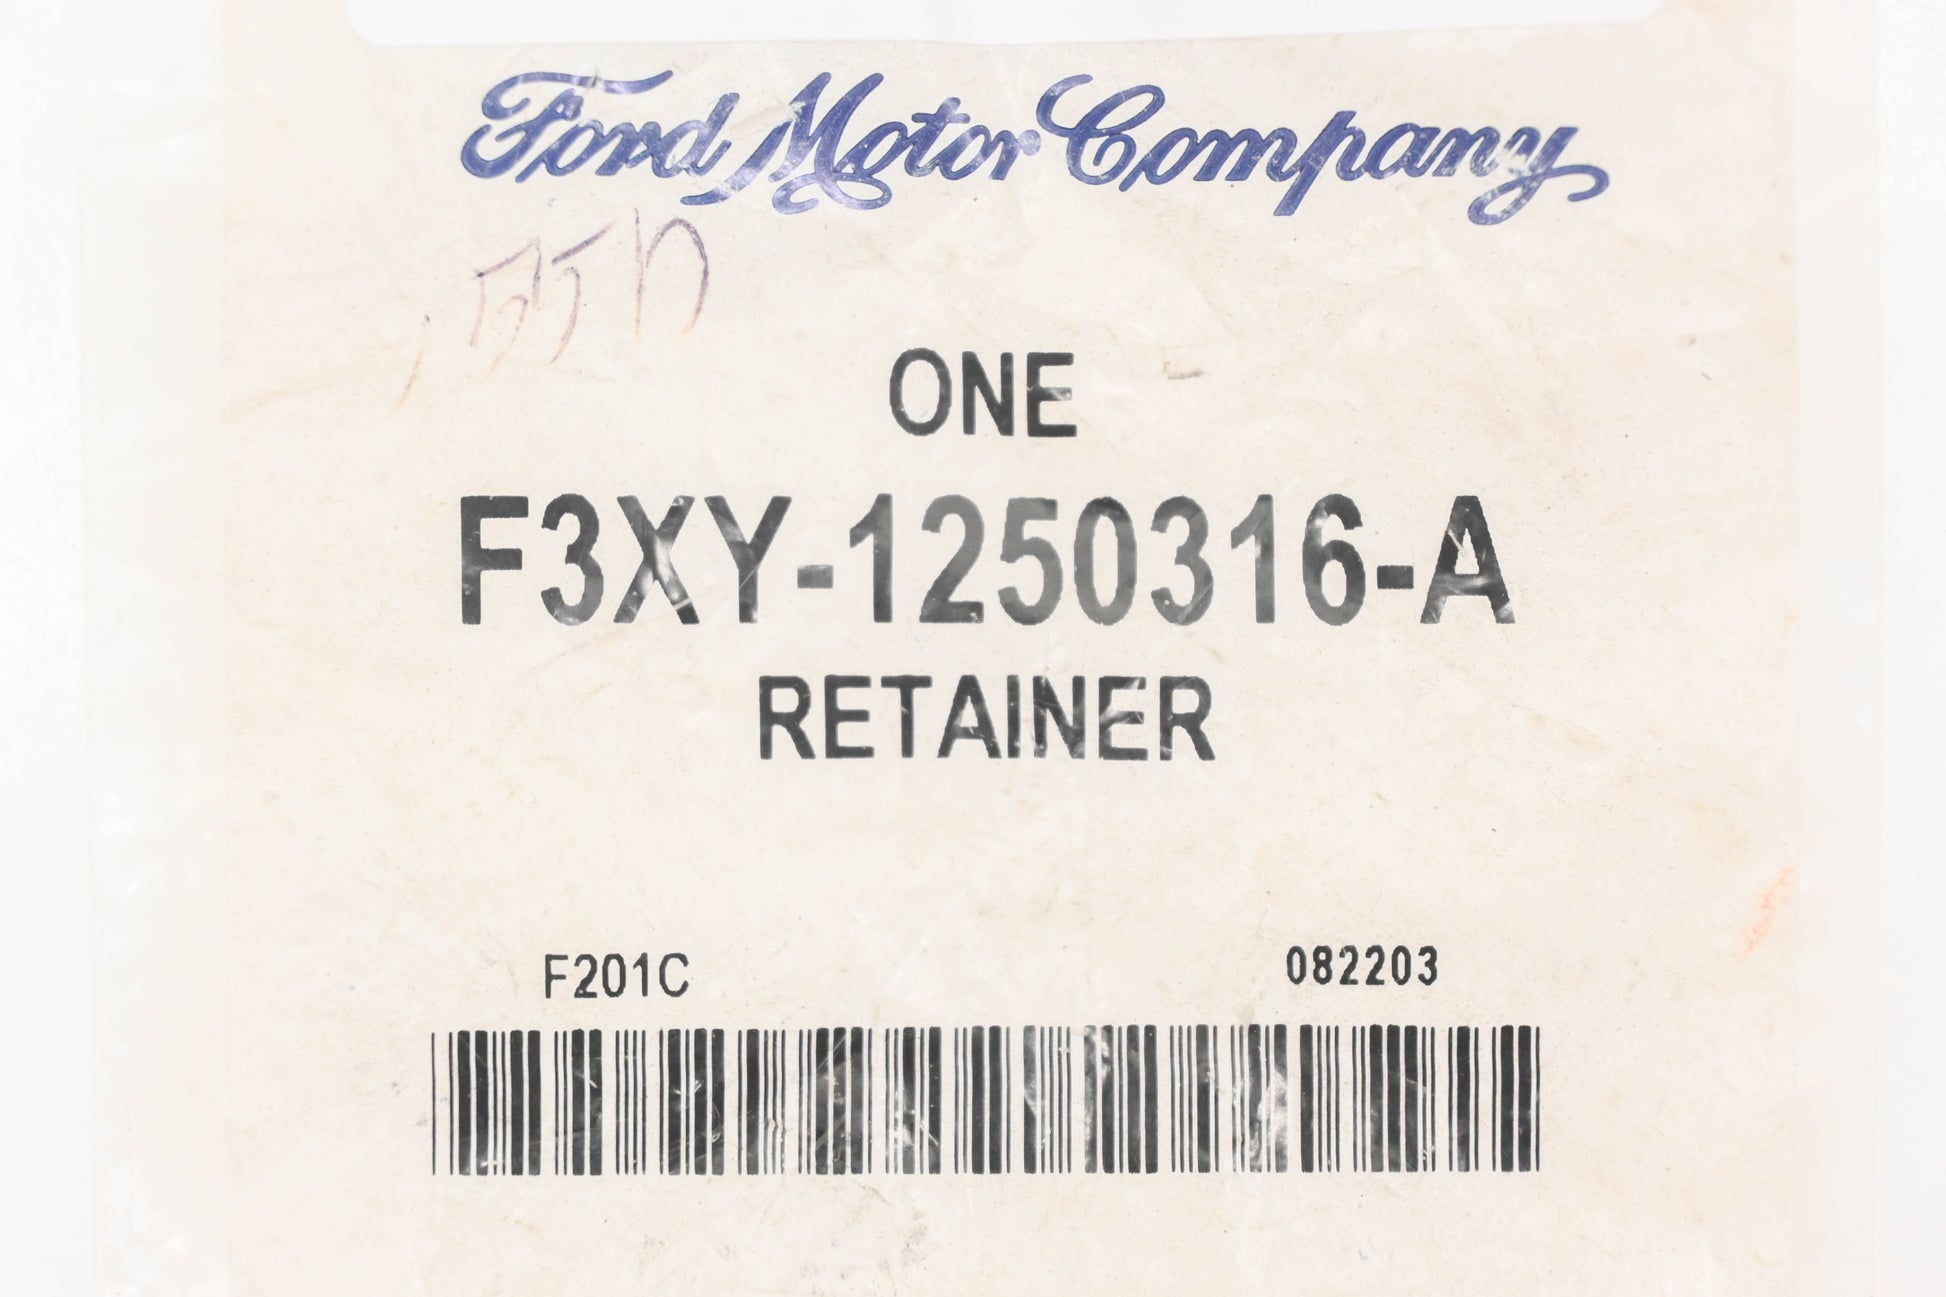 Ford Motor Company
ONE
F3XY-1250316-A
RETAINER
F201C 082203